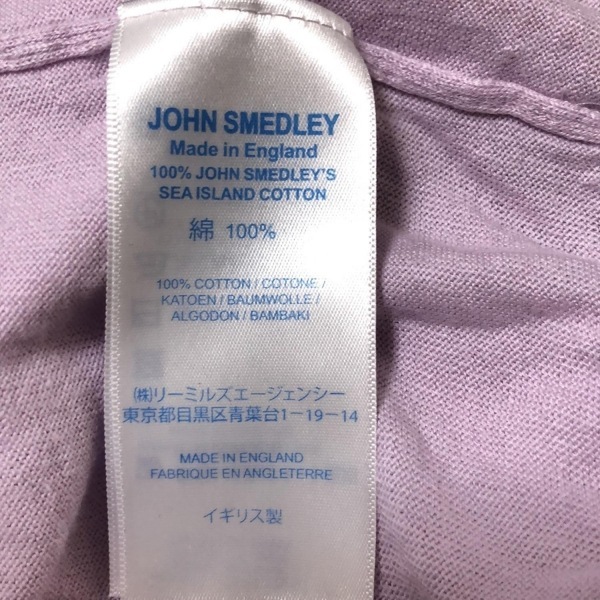 JOHN SMEDLEY
Made in England
100% JOHN SMEDLEY'S
SEA ISLAND COTTON
綿 100%
100% COTTON / COTONE /
KATOEN / BAUMWOLLE /
ALGODON / BAMBAKI
㈱リーミルズエージェンシー
東京都目黒区青葉台1-19-14
MADE IN ENGLAND
FABRIQUE EN ANGLETERRE
イギリス製